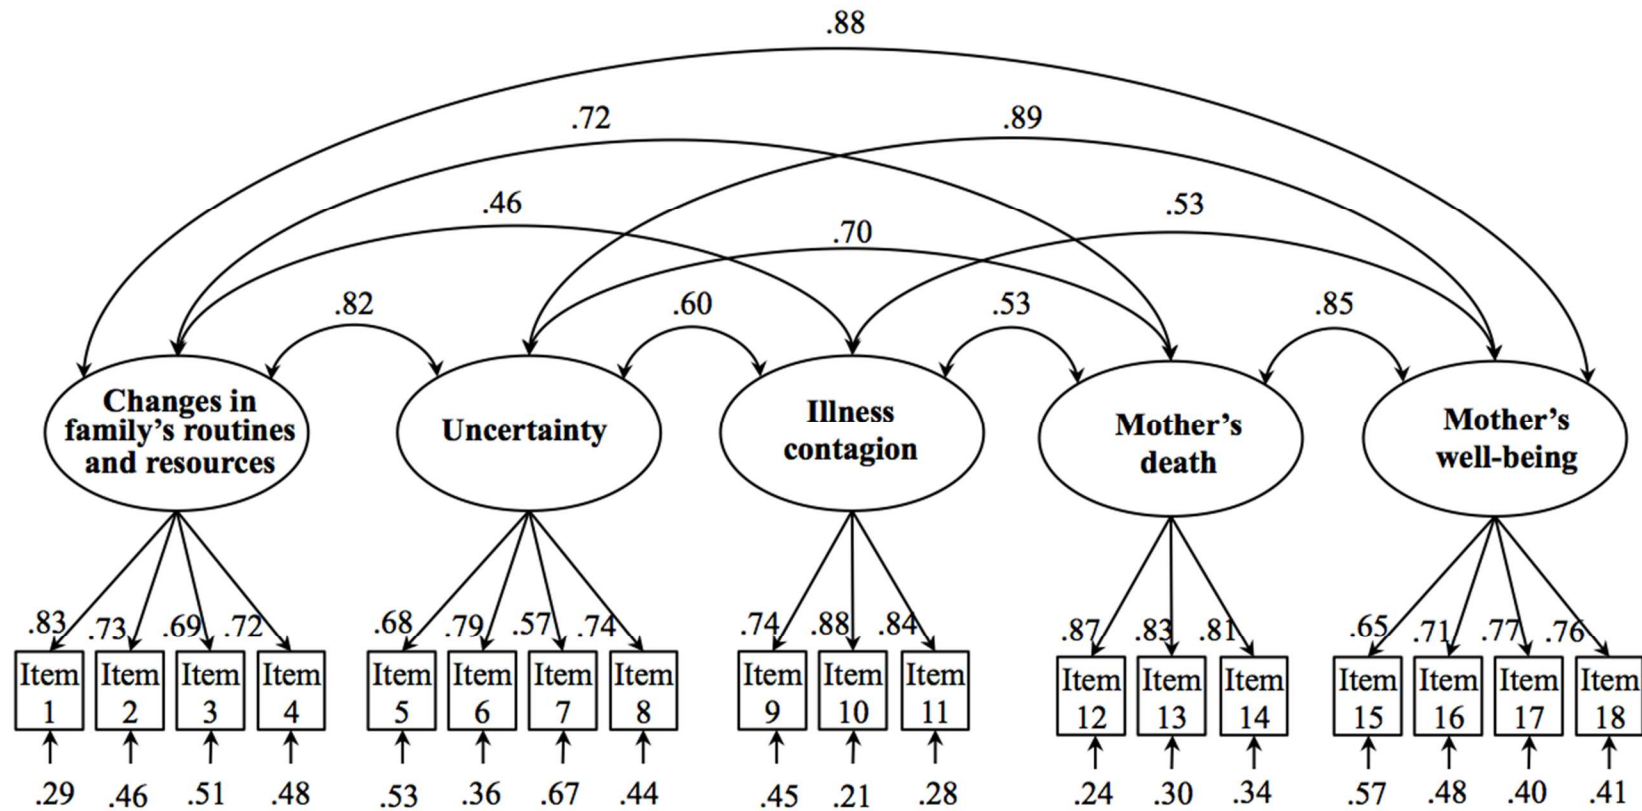 .88
.72 .89
.46 .53
.70
.82 .60 .53 .85
Changes in
family’s routines
and resources
Uncertainty
Illness
contagion
Mother’s
death
Mother’s
well-being
.83 .73 .69 .72 .68 .79 .57 .74 .74 .88 .84 .87 .83 .81 .65 .71 .77 .76
Item Item Item Item Item Item Item Item Item Item Item Item Item Item Item Item Item Item
1 2 3 4 5 6 7 8 9 10 11 12 13 14 15 16 17 18
.29 .46 .51 .48 .53 .36 .67 .44 .45 .21 .28 .24 .30 .34 .57 .48 .40 .41